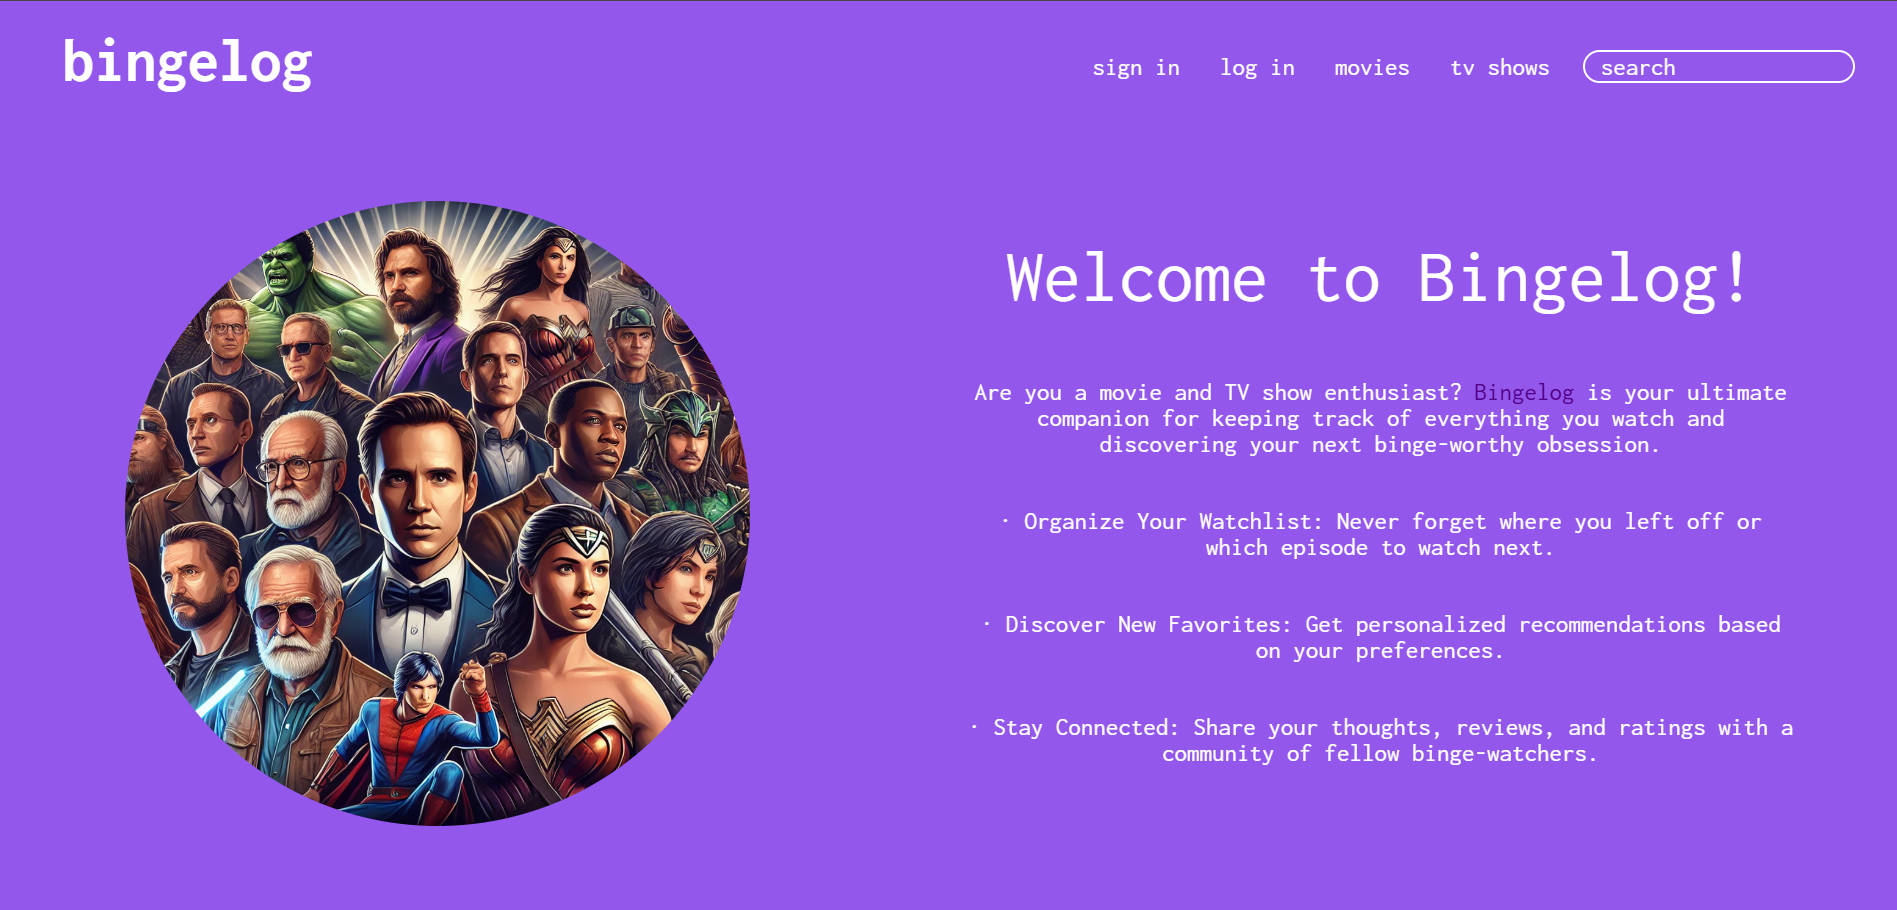 bingelog
sign in log in movies tv shows search
Welcome to Bingelog!
Are you a movie and TV show enthusiast? Bingelog is your ultimate
companion for keeping track of everything you watch and
discovering your next binge-worthy obsession.
· Organize Your Watchlist: Never forget where you left off or
which episode to watch next.
· Discover New Favorites: Get personalized recommendations based
on your preferences.
· Stay Connected: Share your thoughts, reviews, and ratings with a
community of fellow binge-watchers.